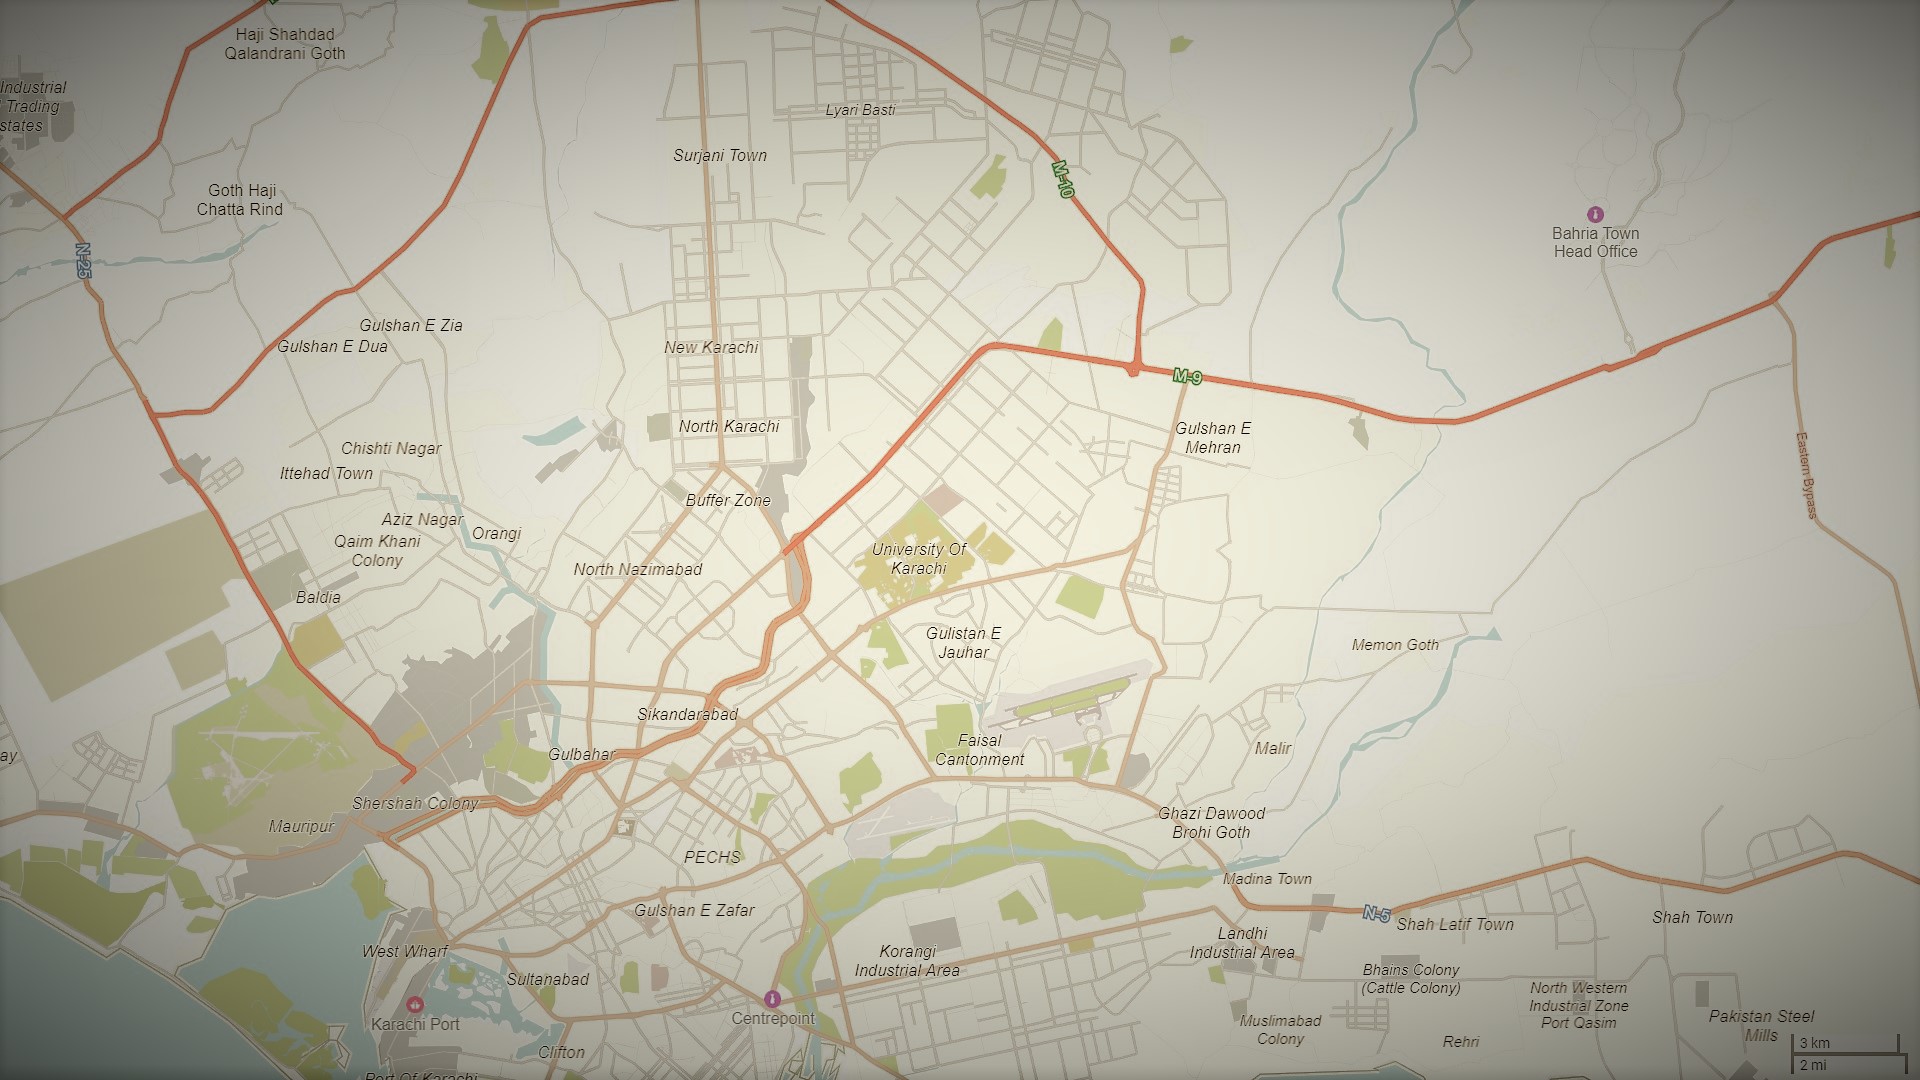 Haji Shahdad
Qalandrani Goth
Industrial
Trading
states
Lyari Basti
Surjani Town
M-10
Goth Haji
Chatta Rind
Bahria Town
Head Office
N-25
Gulshan E Zia
Gulshan E Dua
New Karachi
M-9
North Karachi
Gulshan E
Mehran
Chishti Nagar
Ittehad Town
Eastern Bypass
Buffer Zone
Aziz Nagar
Orangi
Qaim Khani
Colony
University Of
Karachi
North Nazimabad
Baldia
Gulistan E
Jauhar
Memon Goth
Sikandarabad
Gulbahar
Faisal
Cantonment
Malir
ay
Shershah Colony
Mauripur
Ghazi Dawood
Brohi Goth
PECHS
Madina Town
Gulshan E Zafar
N-5
Shah Latif Town
Shah Town
West Wharf
Korangi
Industrial Area
Landhi
Industrial Area
Sultanabad
Bhains Colony
(Cattle Colony)
North Western
Industrial Zone
Port Qasim
Karachi Port
Centrepoint
Muslimabad
Colony
Pakistan Steel
Mills
Rehri
Clifton
Port Of Karachi
3 km
2 mi